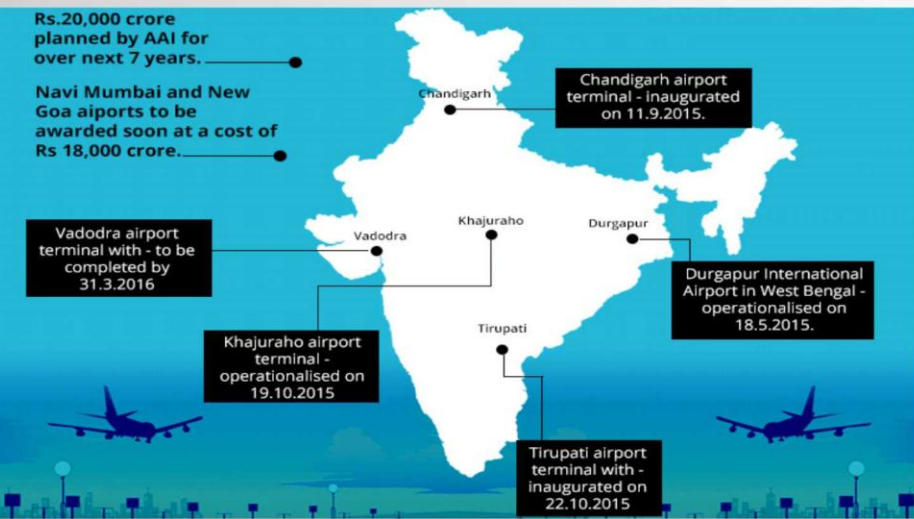 Rs.20,000 crore
planned by AAI for
over next 7 years.
Navi Mumbai and New
Goa aiports to be
awarded soon at a cost of
Rs 18,000 crore.
Chandigarh
Chandigarh airport
terminal - inaugurated
on 11.9.2015.
Vadodra airport
terminal with - to be
completed by
31.3.2016
Vadodra
Khajuraho
Durgapur
Durgapur International
Airport in West Bengal -
operationalised on
18.5.2015.
Khajuraho airport
terminal -
operationalised on
19.10.2015
Tirupati
Tirupati airport
terminal with -
inaugurated on
22.10.2015